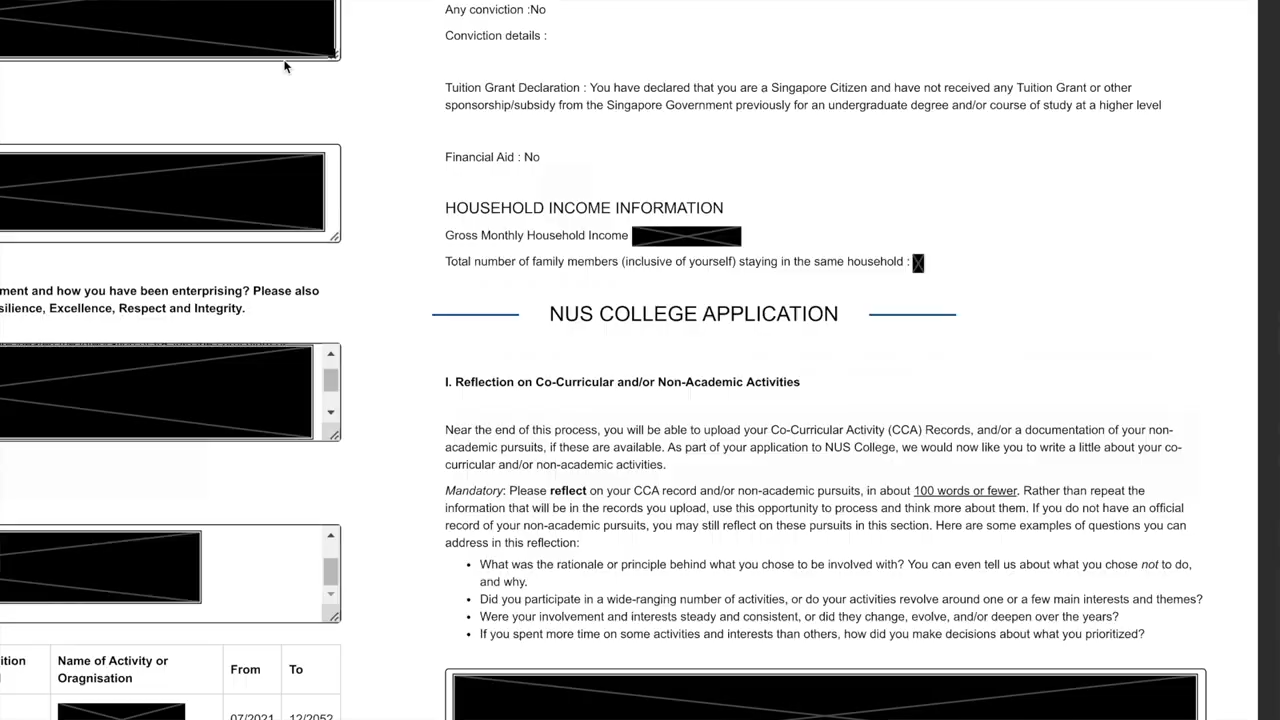 ment and how you have been enterprising? Please also
silience, Excellence, Respect and Integrity.
ition
Name of Activity or
Oragnisation
From
To
07/2021
12/2052
Any conviction :No
Conviction details :
Tuition Grant Declaration : You have declared that you are a Singapore Citizen and have not received any Tuition Grant or other
sponsorship/subsidy from the Singapore Government previously for an undergraduate degree and/or course of study at a higher level
Financial Aid : No
HOUSEHOLD INCOME INFORMATION
Gross Monthly Household Income
Total number of family members (inclusive of yourself) staying in the same household :
NUS COLLEGE APPLICATION
I. Reflection on Co-Curricular and/or Non-Academic Activities
Near the end of this process, you will be able to upload your Co-Curricular Activity (CCA) Records, and/or a documentation of your non-
academic pursuits, if these are available. As part of your application to NUS College, we would now like you to write a little about your co-
curricular and/or non-academic activities.
Mandatory: Please reflect on your CCA record and/or non-academic pursuits, in about 100 words or fewer. Rather than repeat the
information that will be in the records you upload, use this opportunity to process and think more about them. If you do not have an official
record of your non-academic pursuits, you may still reflect on these pursuits in this section. Here are some examples of questions you can
address in this reflection:
• What was the rationale or principle behind what you chose to be involved with? You can even tell us about what you chose not to do,
and why.
• Did you participate in a wide-ranging number of activities, or do your activities revolve around one or a few main interests and themes?
• Were your involvement and interests steady and consistent, or did they change, evolve, and/or deepen over the years?
• If you spent more time on some activities and interests than others, how did you make decisions about what you prioritized?